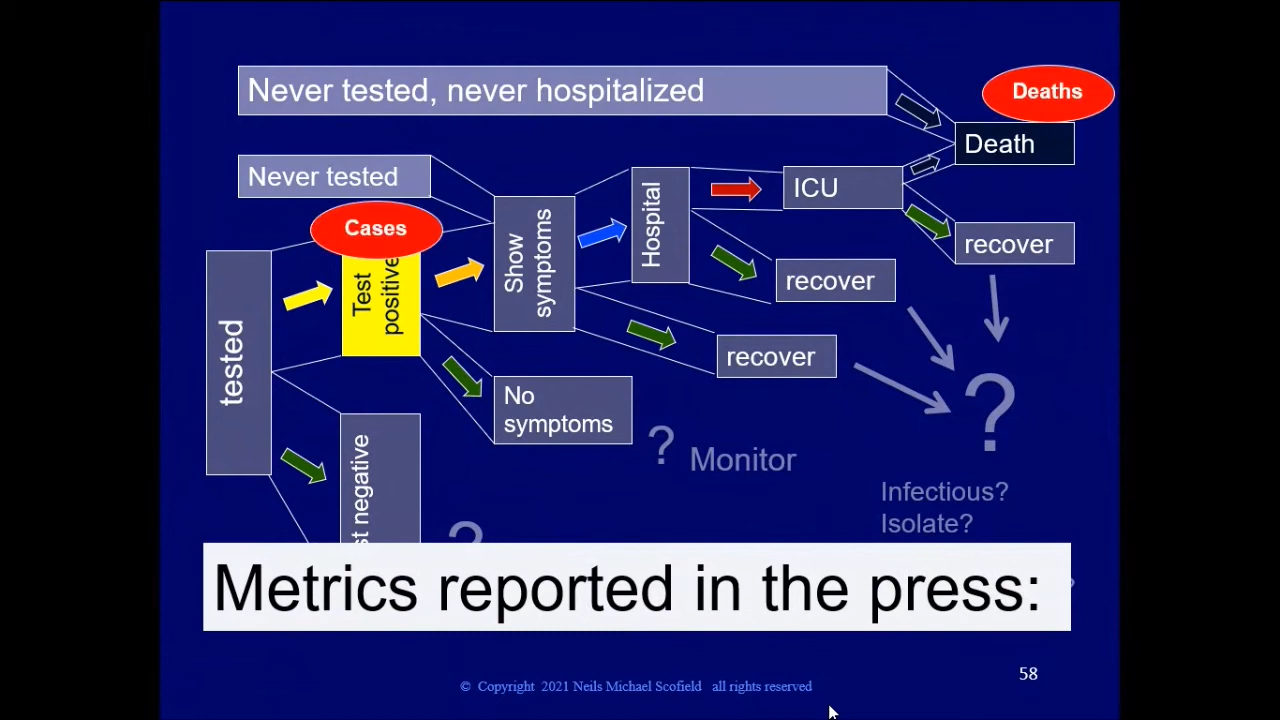 Never tested, never hospitalized
Deaths
Death
Never tested
ICU
Cases
Show
symptoms
Hospital
recover
Test
positive
recover
tested
recover
No
symptoms
?
?
Monitor
negative
Infectious?
Isolate?
?
Metrics reported in the press:
58
© Copyright 2021 Neils Michael Scofield all rights reserved